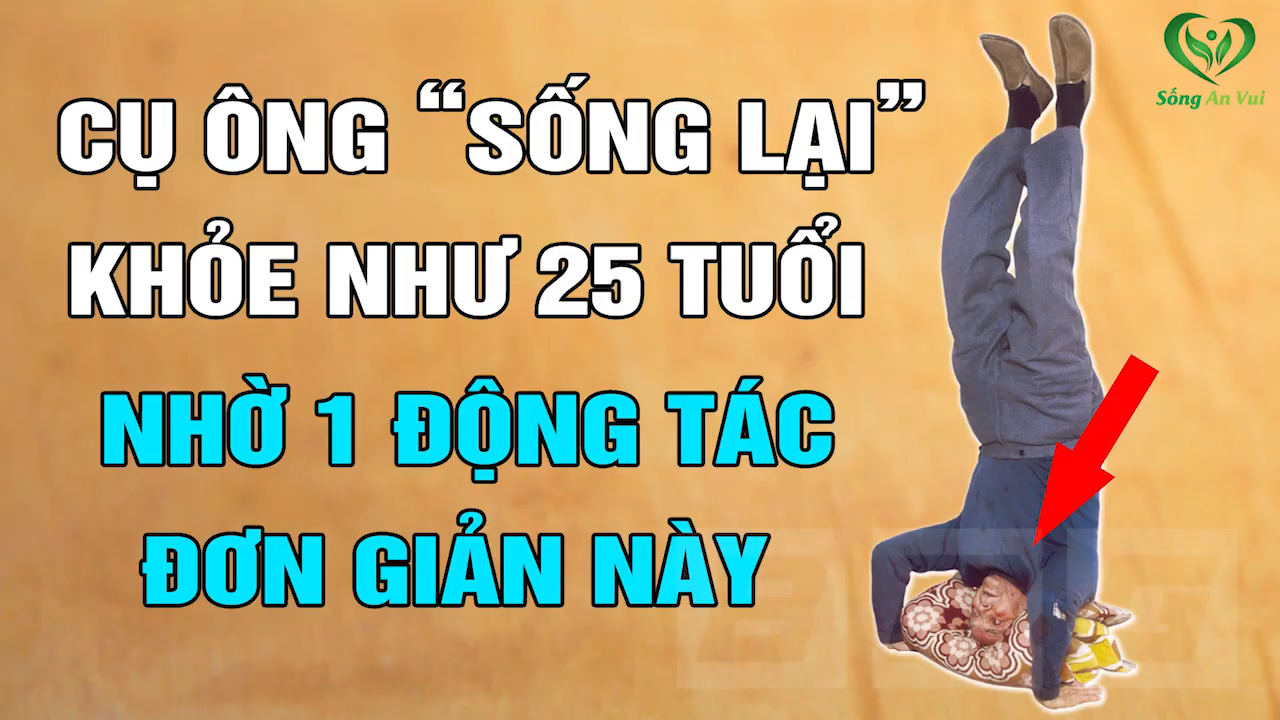 CỤ ÔNG “SỐNG LẠI”
KHỎE NHƯ 25 TUỔI
NHỜ 1 ĐỘNG TÁC
ĐƠN GIẢN NÀY
Sống An Vui